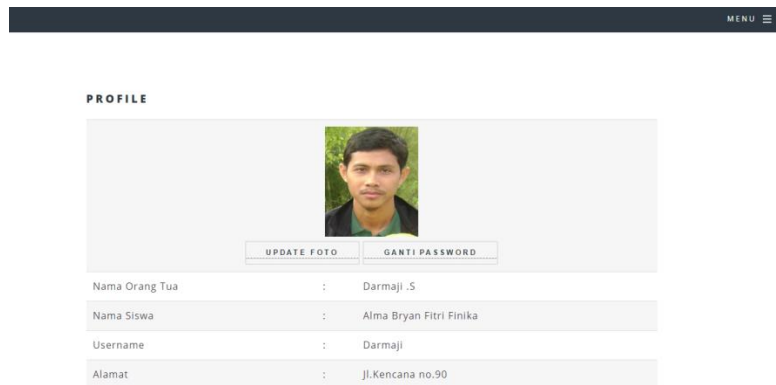 MENU
PROFILE
UPDATE FOTO GANTI PASSWORD
Nama Orang Tua : Darmaji .S
Nama Siswa : Alma Bryan Fitri Finika
Username : Darmaji
Alamat : Jl.Kencana no.90